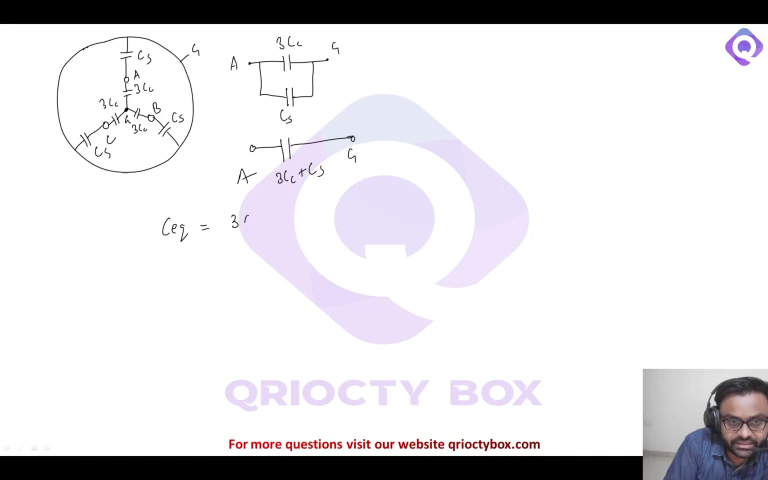 Cs
G
A
3Cc
3Cc
G
3Cc
B
Cs
C
Cs
3Cc
A
G
Cs
A
G
3Cc + Cs
Ceq = 3
QRIOCTY BOX
For more questions visit our website qrioctybox.com